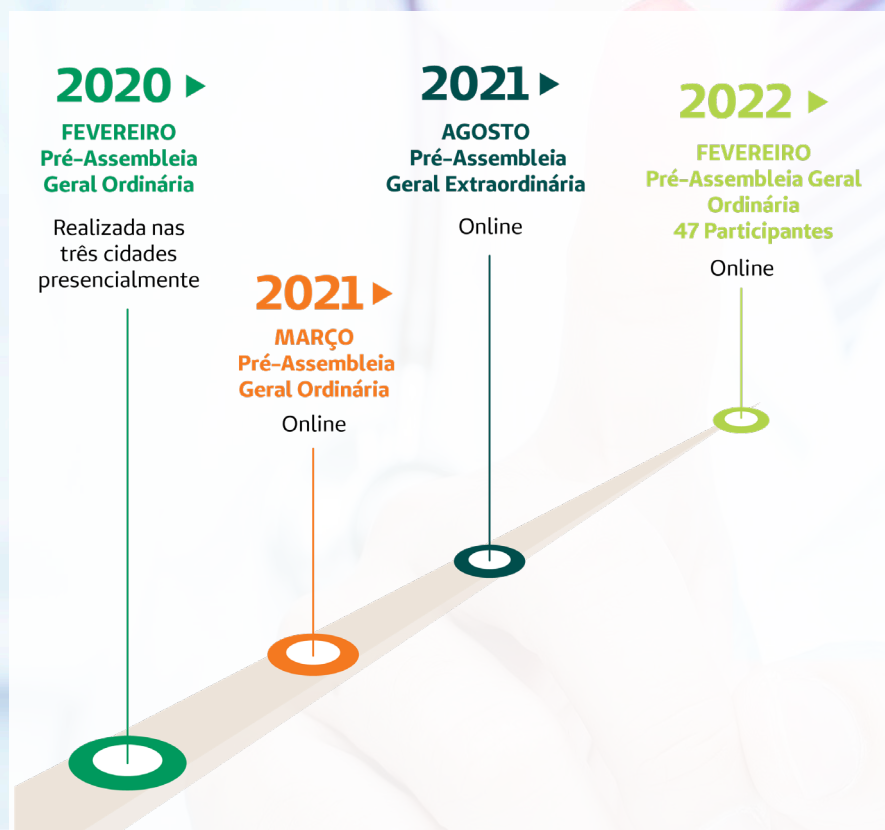 2020
FEVEREIRO
Pré-Assembleia
Geral Ordinária
Realizada nas
três cidades
presencialmente
2021
MARÇO
Pré-Assembleia
Geral Ordinária
Online
2021
AGOSTO
Pré-Assembleia
Geral Extraordinária
Online
2022
FEVEREIRO
Pré-Assembleia Geral
Ordinária
47 Participantes
Online